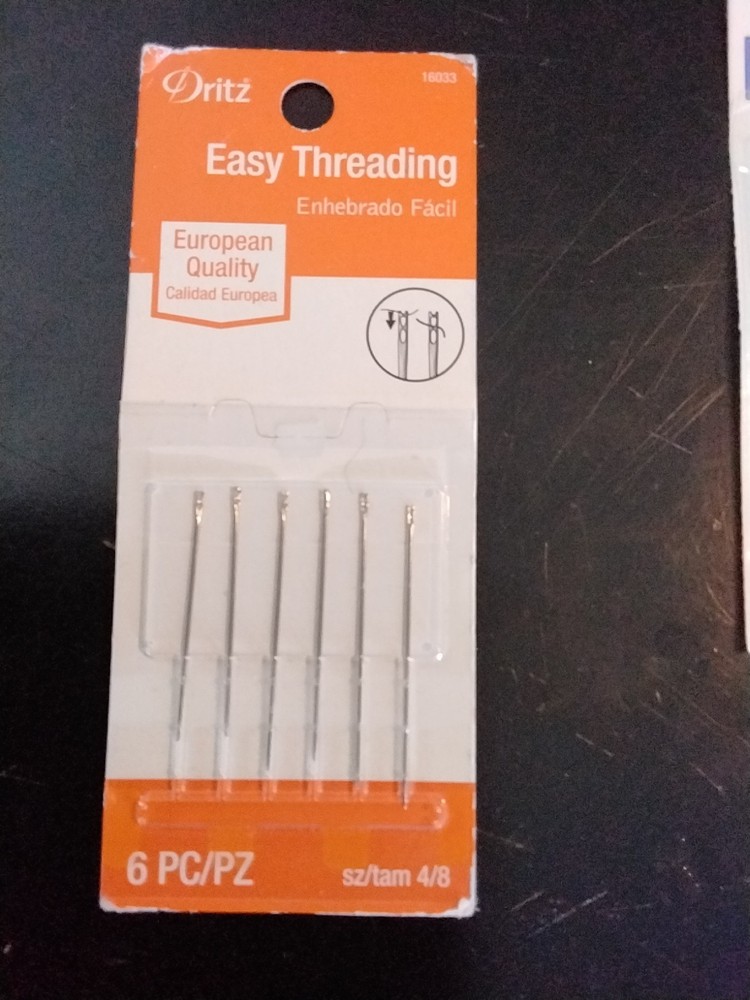 Dritz®
16033
Easy Threading
Enhebrado Fácil
European
Quality
Calidad Europea
6 PC/PZ
sz/tam 4/8